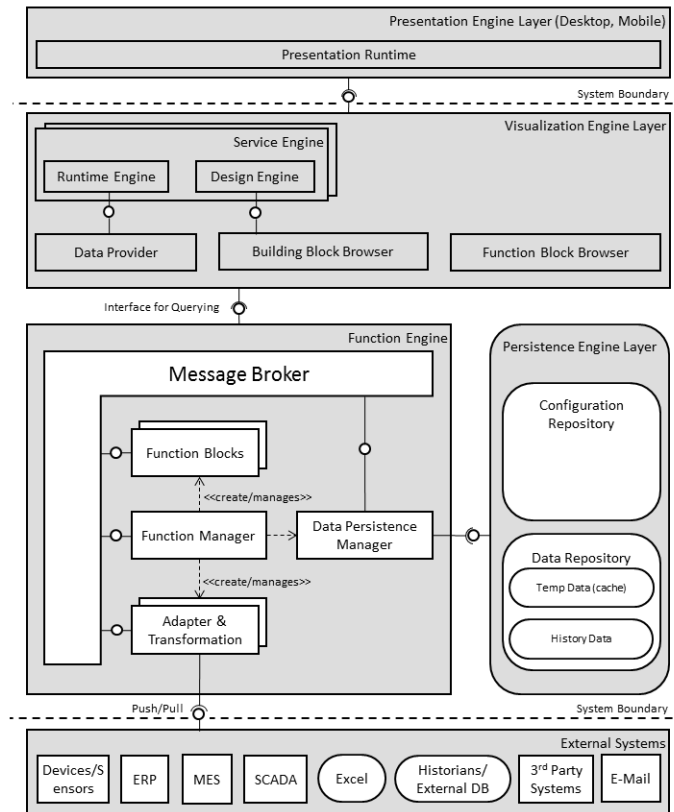 Presentation Engine Layer (Desktop, Mobile)
Presentation Runtime
System Boundary
Visualization Engine Layer
Service Engine
Runtime Engine
Design Engine
Data Provider
Building Block Browser
Function Block Browser
Interface for Querying
Function Engine
Message Broker
Function Blocks
<<create/manages>>
Function Manager
Data Persistence
Manager
<<create/manages>>
Adapter &
Transformation
Persistence Engine Layer
Configuration
Repository
Data Repository
Temp Data (cache)
History Data
Push/Pull
System Boundary
External Systems
Devices/S
ensors
ERP
MES
SCADA
Excel
Historians/
External DB
3rd Party
Systems
E-Mail